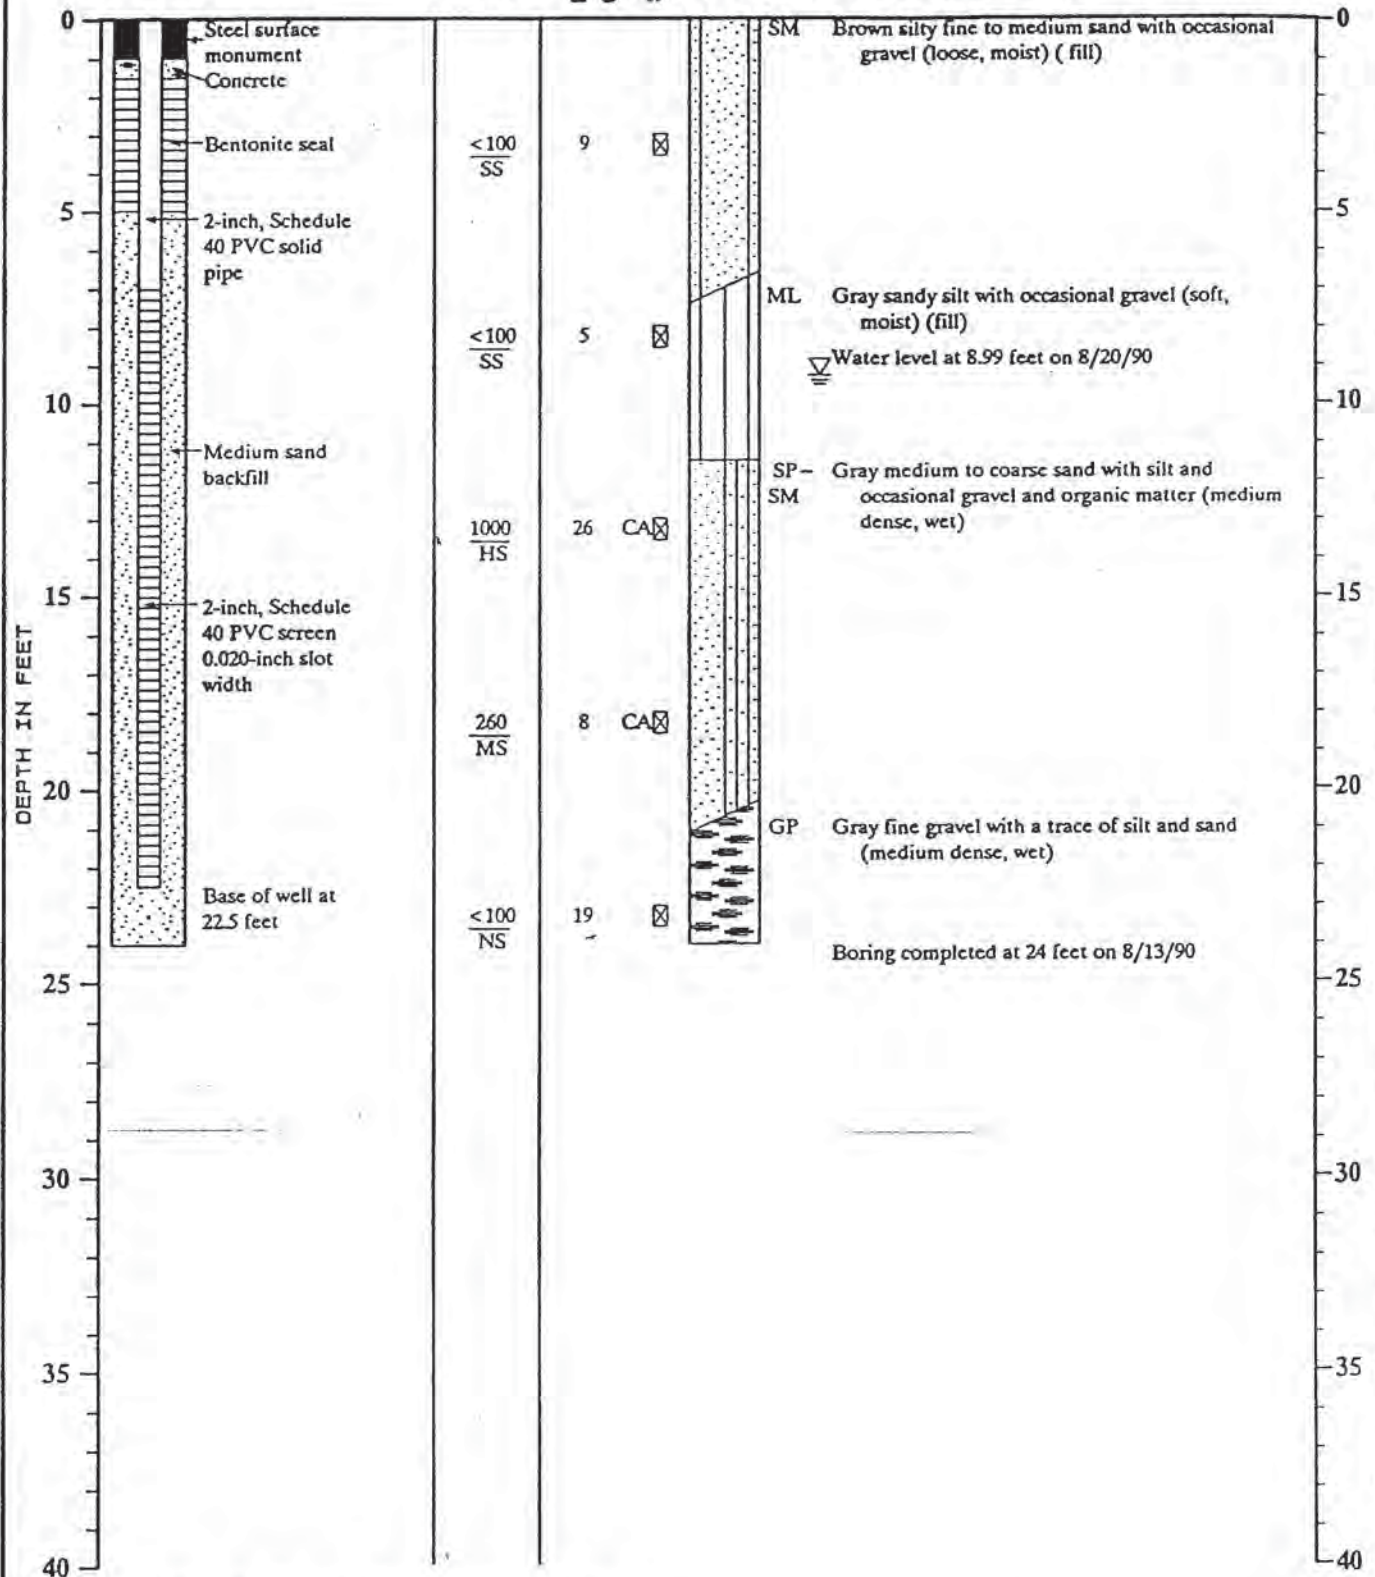 0
Steel surface
monument
Concrete
Bentonite seal
5
2-inch, Schedule
40 PVC solid
pipe
10
Medium sand
backfill
15
2-inch, Schedule
40 PVC screen
0.020-inch slot
width
DEPTH IN FEET
20
Base of well at
22.5 feet
25
30
35
40
<100
SS
9
<100
SS
5
1000
HS
26
CA
260
MS
8
CA
<100
NS
19
SM Brown silty fine to medium sand with occasional
gravel (loose, moist) ( fill)
ML Gray sandy silt with occasional gravel (soft,
moist) (fill)
Water level at 8.99 feet on 8/20/90
SP- Gray medium to coarse sand with silt and
SM occasional gravel and organic matter (medium
dense, wet)
GP Gray fine gravel with a trace of silt and sand
(medium dense, wet)
Boring completed at 24 feet on 8/13/90
0
5
10
15
20
25
30
35
40